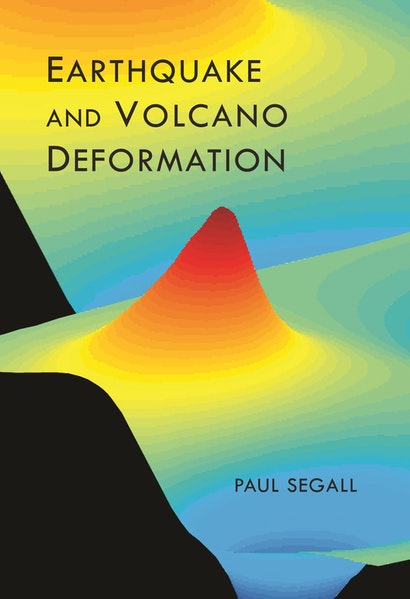 EARTHQUAKE
AND VOLCANO
DEFORMATION
PAUL SEGALL